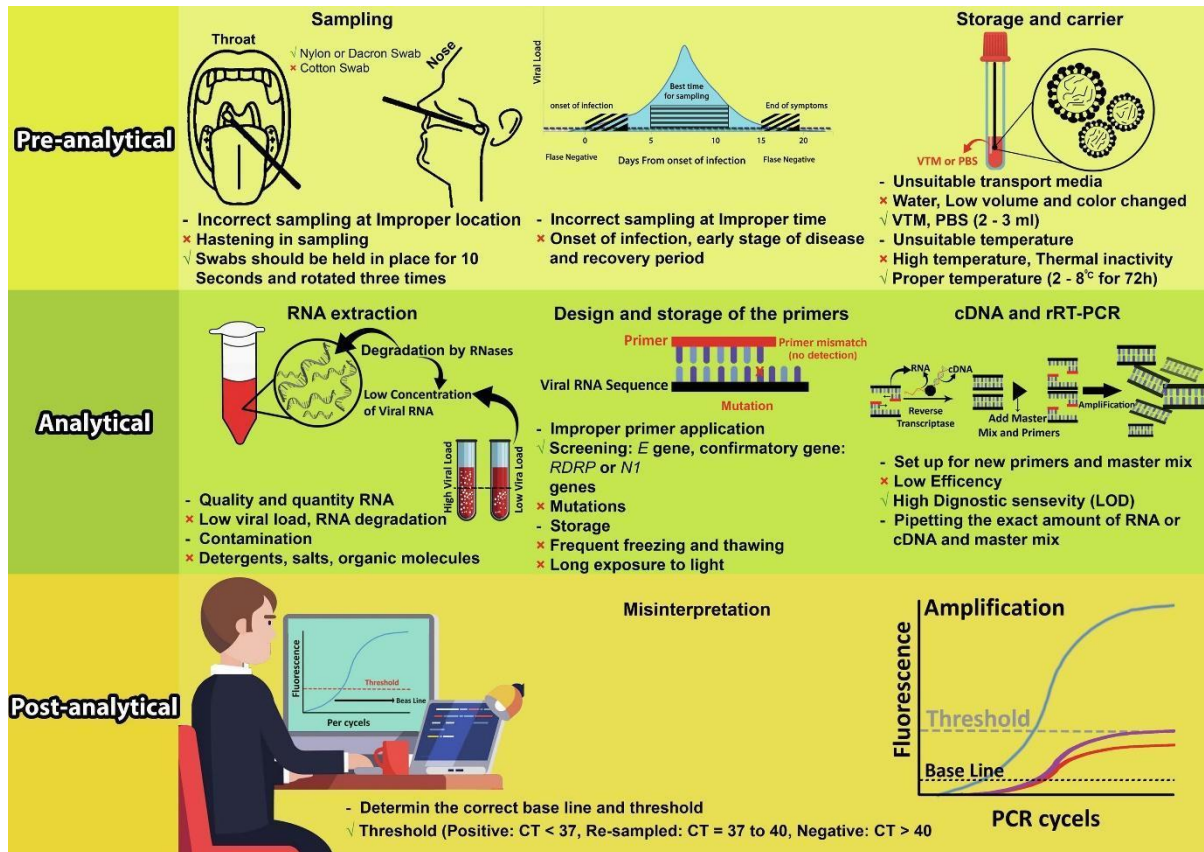 Pre-analytical
Sampling
Throat
√ Nylon or Dacron Swab
× Cotton Swab
Nose
- Incorrect sampling at Improper location
× Hastening in sampling
√ Swabs should be held in place for 10
Seconds and rotated three times
Viral Load
Best time
for sampling
onset of infection
End of symptoms
0 5 10 15 20
Flase Negative
Days From onset of infection
Flase Negative
- Incorrect sampling at Improper time
× Onset of infection, early stage of disease
and recovery period
Storage and carrier
VTM or PBS
- Unsuitable transport media
× Water, Low volume and color changed
√ VTM, PBS (2 - 3 ml)
- Unsuitable temperature
× High temperature, Thermal inactivity
√ Proper temperature (2 - 8°C for 72h)
Analytical
RNA extraction
Degradation by RNases
Low Concentration
of Viral RNA
High Viral Load
Low Vira Load
- Quality and quantity RNA
× Low viral load, RNA degradation
- Contamination
× Detergents, salts, organic molecules
Design and storage of the primers
Primer
Primer mismatch
(no detection)
×
Viral RNA Sequence
Mutation
- Improper primer application
√ Screening: E gene, confirmatory gene:
RDRP or N1
genes
× Mutations
- Storage
× Frequent freezing and thawing
× Long exposure to light
cDNA and rRT-PCR
RNA
cDNA
Reverse
Transcriptase
Add Master
Mix and Primers
Amplification
- Set up for new primers and master mix
× Low Efficency
√ High Dignostic sensevity (LOD)
- Pipetting the exact amount of RNA or
cDNA and master mix
Post-analytical
Misinterpretation
Fluorescence
Threshold
Beas Line
Per cycels
- Determin the correct base line and threshold
√ Threshold (Positive: CT < 37, Re-sampled: CT = 37 to 40, Negative: CT > 40
Amplification
Fluorescence
Threshold
Base Line
PCR cycels